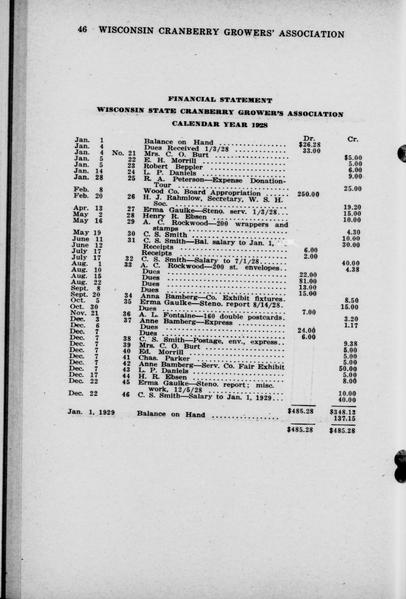 46 WISCONSIN CRANBERRY GROWERS' ASSOCIATION
FINANCIAL STATEMENT
WISCONSIN STATE CRANBERRY GROWER'S ASSOCIATION
CALENDAR YEAR 1928
Dr. Cr.
Jan. 1 Balance on Hand $26.28
Jan. 4 Dues Received 1/3/28 33.00
Jan. 4 No. 21 Mrs. C. O. Burt $5.00
Jan. 5 22 E. H. Morrill 5.00
Jan. 5 23 Robert Beppler 6.00
Jan. 14 24 L. P. Daniels 9.00
Jan. 28 25 R. A. Peterson—Expense Donation-
Tour 25.00
Feb. 8 Wood Co. Board Appropriation 250.00
Feb. 20 26 H. J. Rahmlow, Secretary, W. S. H.
Soc. 19.20
Apr. 13 27 Erma Gaulke—Steno. serv. 1/3/28 15.00
May 2 28 Henry R. Ebsen 10.00
May 16 29 A. C. Rockwood—200 wrappers and
stamps 4.30
May 19 30 C. S. Smith 10.00
June 11 31 C. S. Smith—Bal. salary to Jan. 1, 30.00
June 12 Receipts 6.00
July 17 Receipts 2.00
July 17 32 C. S. Smith—Salary to 7/1/28 40.00
Aug. 1 33 A. C. Rockwood—200 st. envelopes 4.38
Aug. 10 Dues 22.00
Aug. 15 Dues 81.00
Aug. 22 Dues 13.00
Sept. 8 Dues 15.00
Sept. 20 34 Anna Bamberg—Co. Exhibit fixtures. 8.50
Oct. 5 35 Erma Gaulke—Steno. report 8/14/28. 15.00
Oct. 30 Dues 7.00
Nov. 21 36 A. L. Fontaine—160 double postcards. 3.20
Dec. 3 37 Anne Bamberg—Express 1.17
Dec. 6 Dues 24.00
Dec. 7 Dues 6.00
Dec. 7 38 C. S. Smith—Postage, env., express. 9.38
Dec. 7 39 Mrs. C. O. Burt 5.00
Dec. 7 40 Ed. Morrill 5.00
Dec. 7 41 Chas. Parker 5.00
Dec. 7 42 Anne Bamberg—Serv. Co. Fair Exhibit 50.00
Dec. 7 43 L. P. Daniels 5.00
Dec. 17 44 H. R. Ebsen 8.00
Dec. 22 45 Erma Gaulke—Steno. report; misc.
work, 12/5/28 10.00
Dec. 22 46 C. S. Smith—Salary to Jan. 1, 1929 40.00
$485.28 $348.13
Jan. 1, 1929 Balance on Hand 137.15
$485.28 $485.28